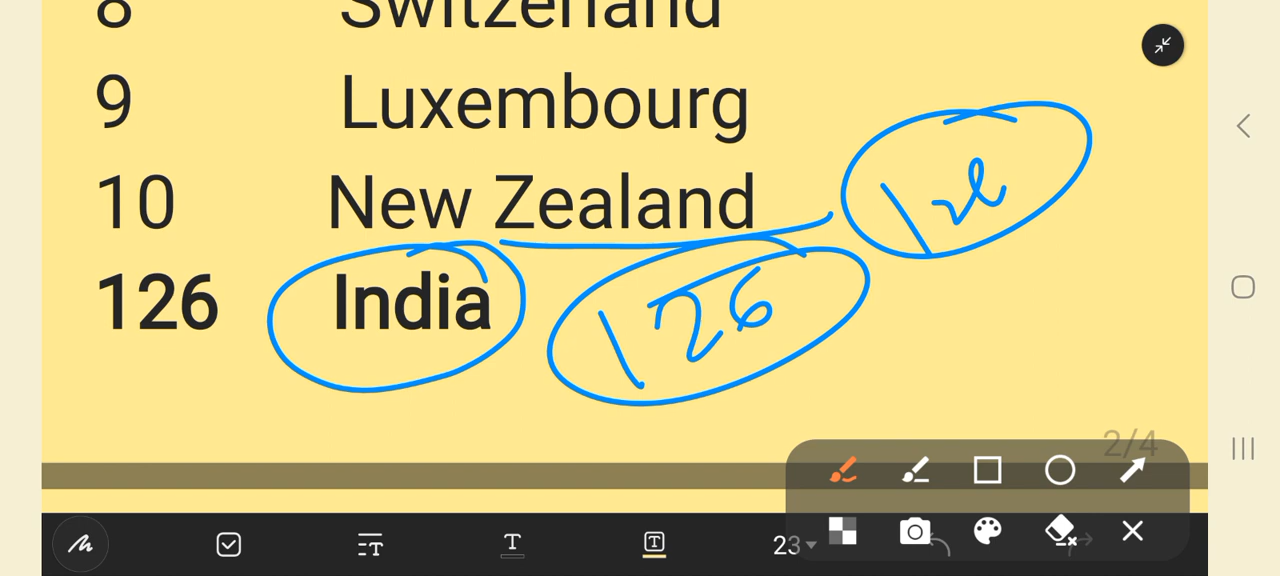 8 Switzerland
9 Luxembourg
10 New Zealand
126 India 126
2/4
23